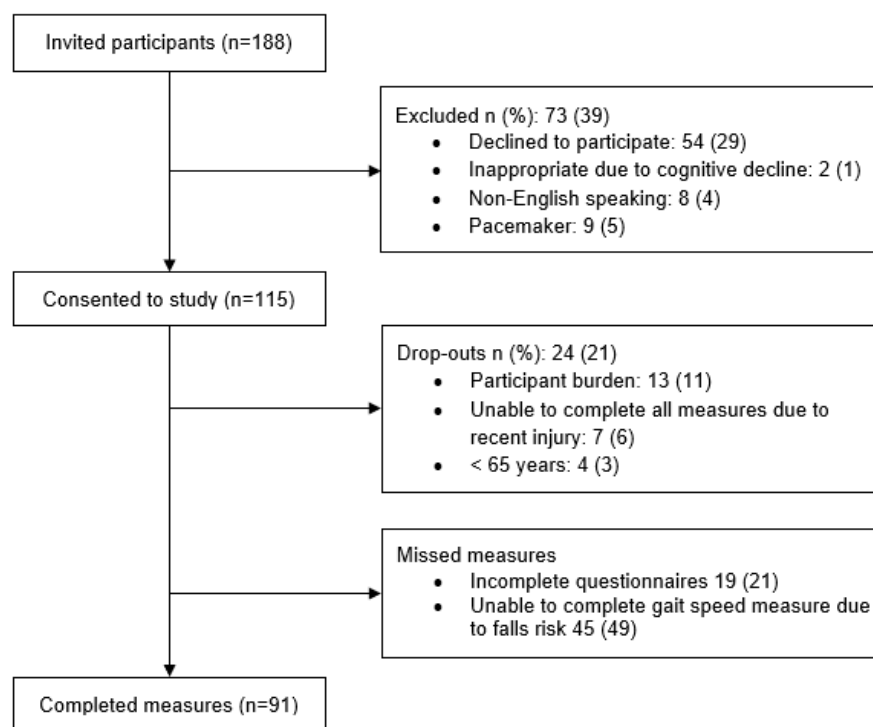 Invited participants (n=188)
Excluded n (%): 73 (39)
• Declined to participate: 54 (29)
• Inappropriate due to cognitive decline: 2 (1)
• Non-English speaking: 8 (4)
• Pacemaker: 9 (5)
Consented to study (n=115)
Drop-outs n (%): 24 (21)
• Participant burden: 13 (11)
• Unable to complete all measures due to
recent injury: 7 (6)
• < 65 years: 4 (3)
Missed measures
• Incomplete questionnaires 19 (21)
• Unable to complete gait speed measure due
to falls risk 45 (49)
Completed measures (n=91)